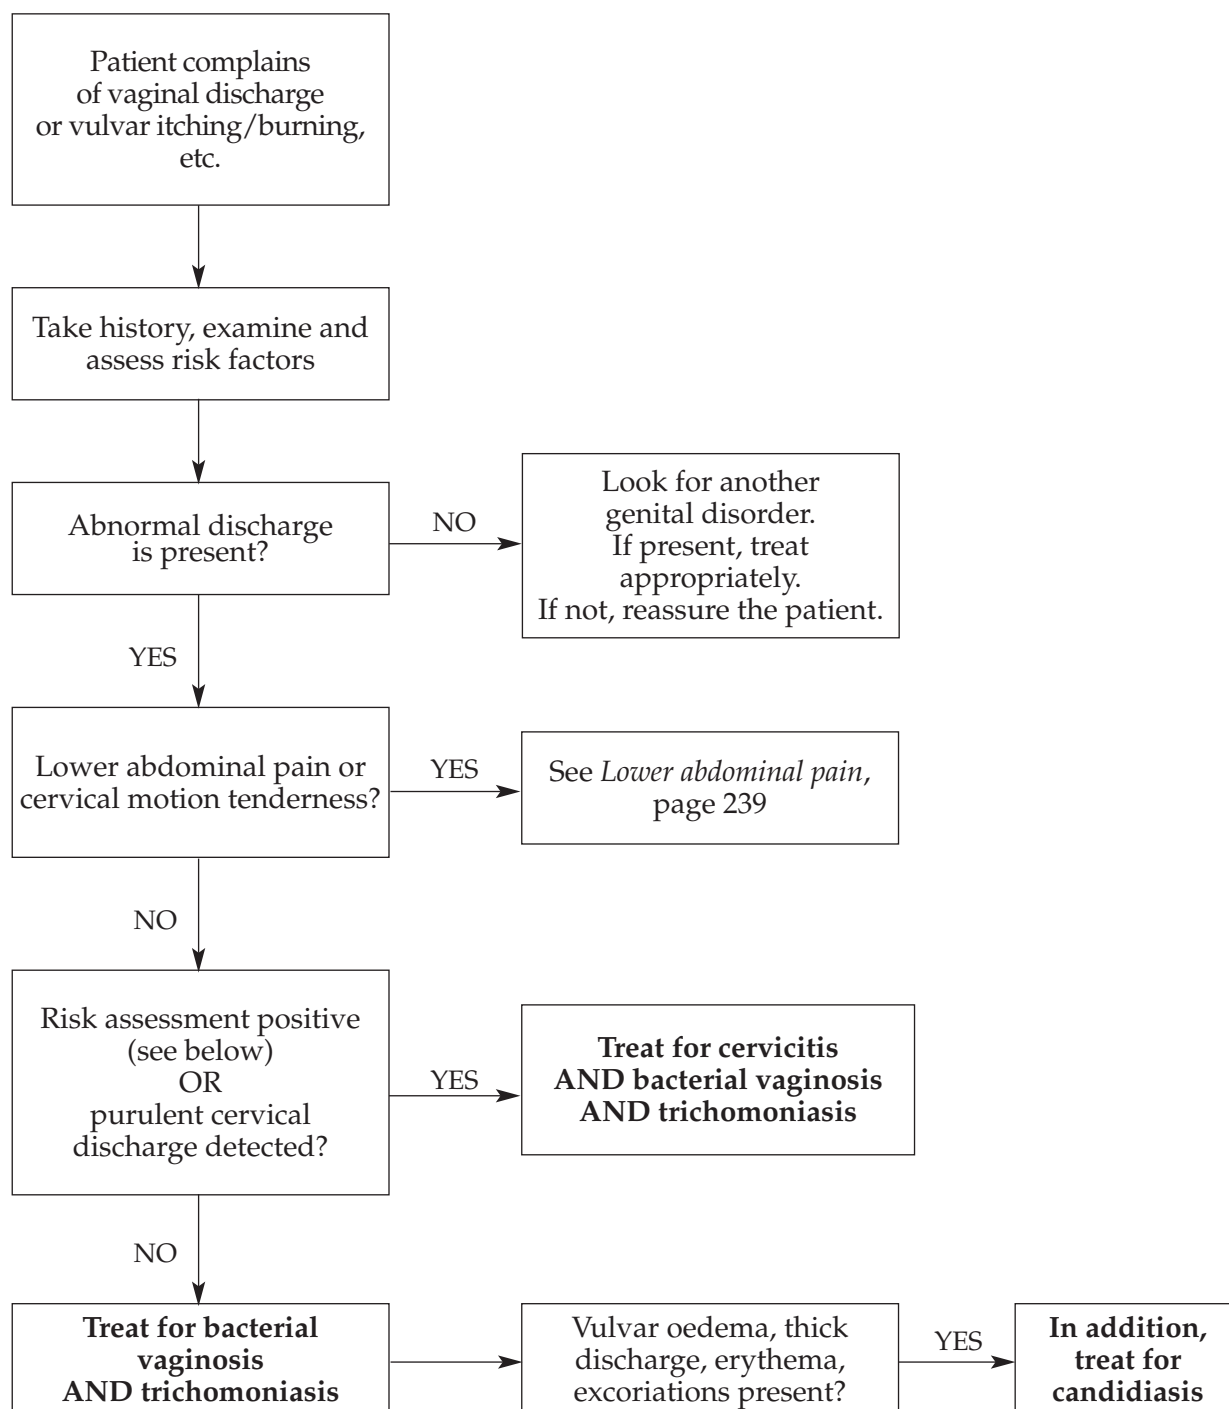 Patient complains
of vaginal discharge
or vulvar itching/burning,
etc.
Take history, examine and
assess risk factors
Abnormal discharge
is present?
NO
Look for another
genital disorder.
If present, treat
appropriately.
If not, reassure the patient.
YES
Lower abdominal pain or
cervical motion tenderness?
YES
See Lower abdominal pain,
page 239
NO
Risk assessment positive
(see below)
OR
purulent cervical
discharge detected?
YES
Treat for cervicitis
AND bacterial vaginosis
AND trichomoniasis
NO
Treat for bacterial
vaginosis
AND trichomoniasis
Vulvar oedema, thick
discharge, erythema,
excoriations present?
YES
In addition,
treat for
candidiasis